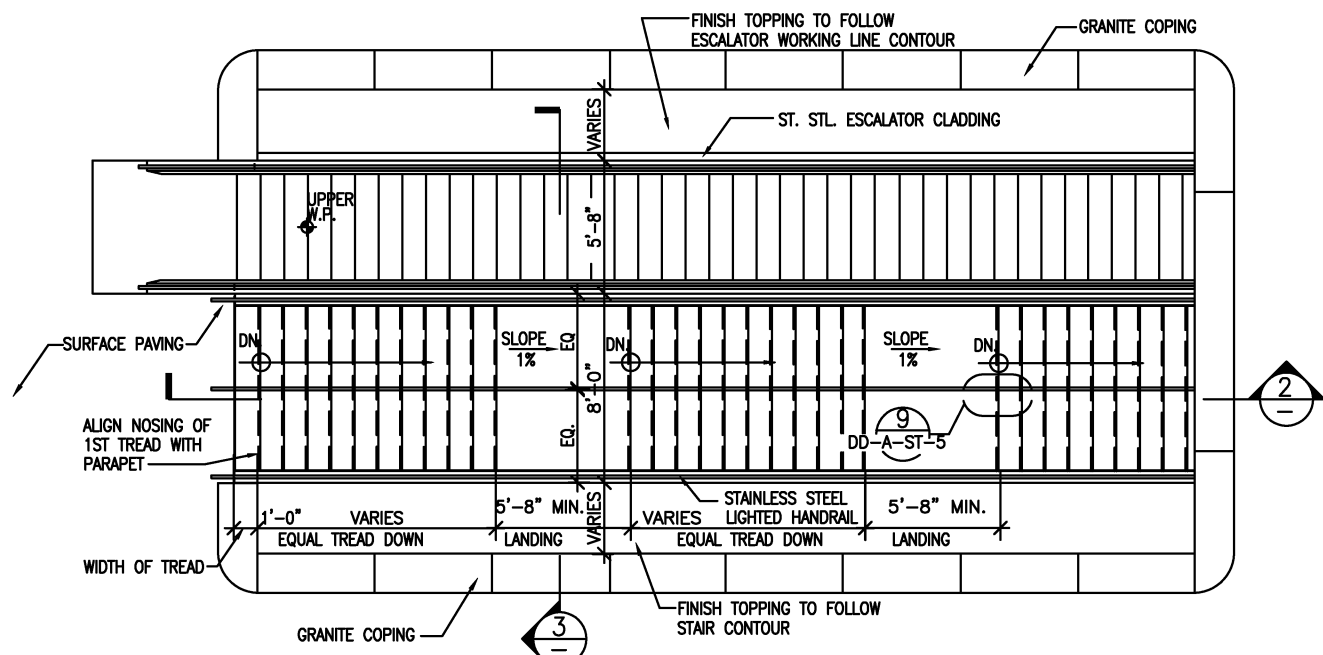 FINISH TOPPING TO FOLLOW
ESCALATOR WORKING LINE CONTOUR
GRANITE COPING
VARIES
ST. STL. ESCALATOR CLADDING
UPPER
W.P.
5'-8"
SURFACE PAVING
DN.
SLOPE
1%
EQ
DN.
SLOPE
1%
DN.
8'-0"
2
-
ALIGN NOSING OF
1ST TREAD WITH
PARAPET
EQ.
9
DD-A-ST-5
STAINLESS STEEL
LIGHTED HANDRAIL
1'-0"
VARIES
5'-8" MIN.
VARIES
VARIES
5'-8" MIN.
EQUAL TREAD DOWN
LANDING
EQUAL TREAD DOWN
LANDING
WIDTH OF TREAD
FINISH TOPPING TO FOLLOW
STAIR CONTOUR
GRANITE COPING
3
-